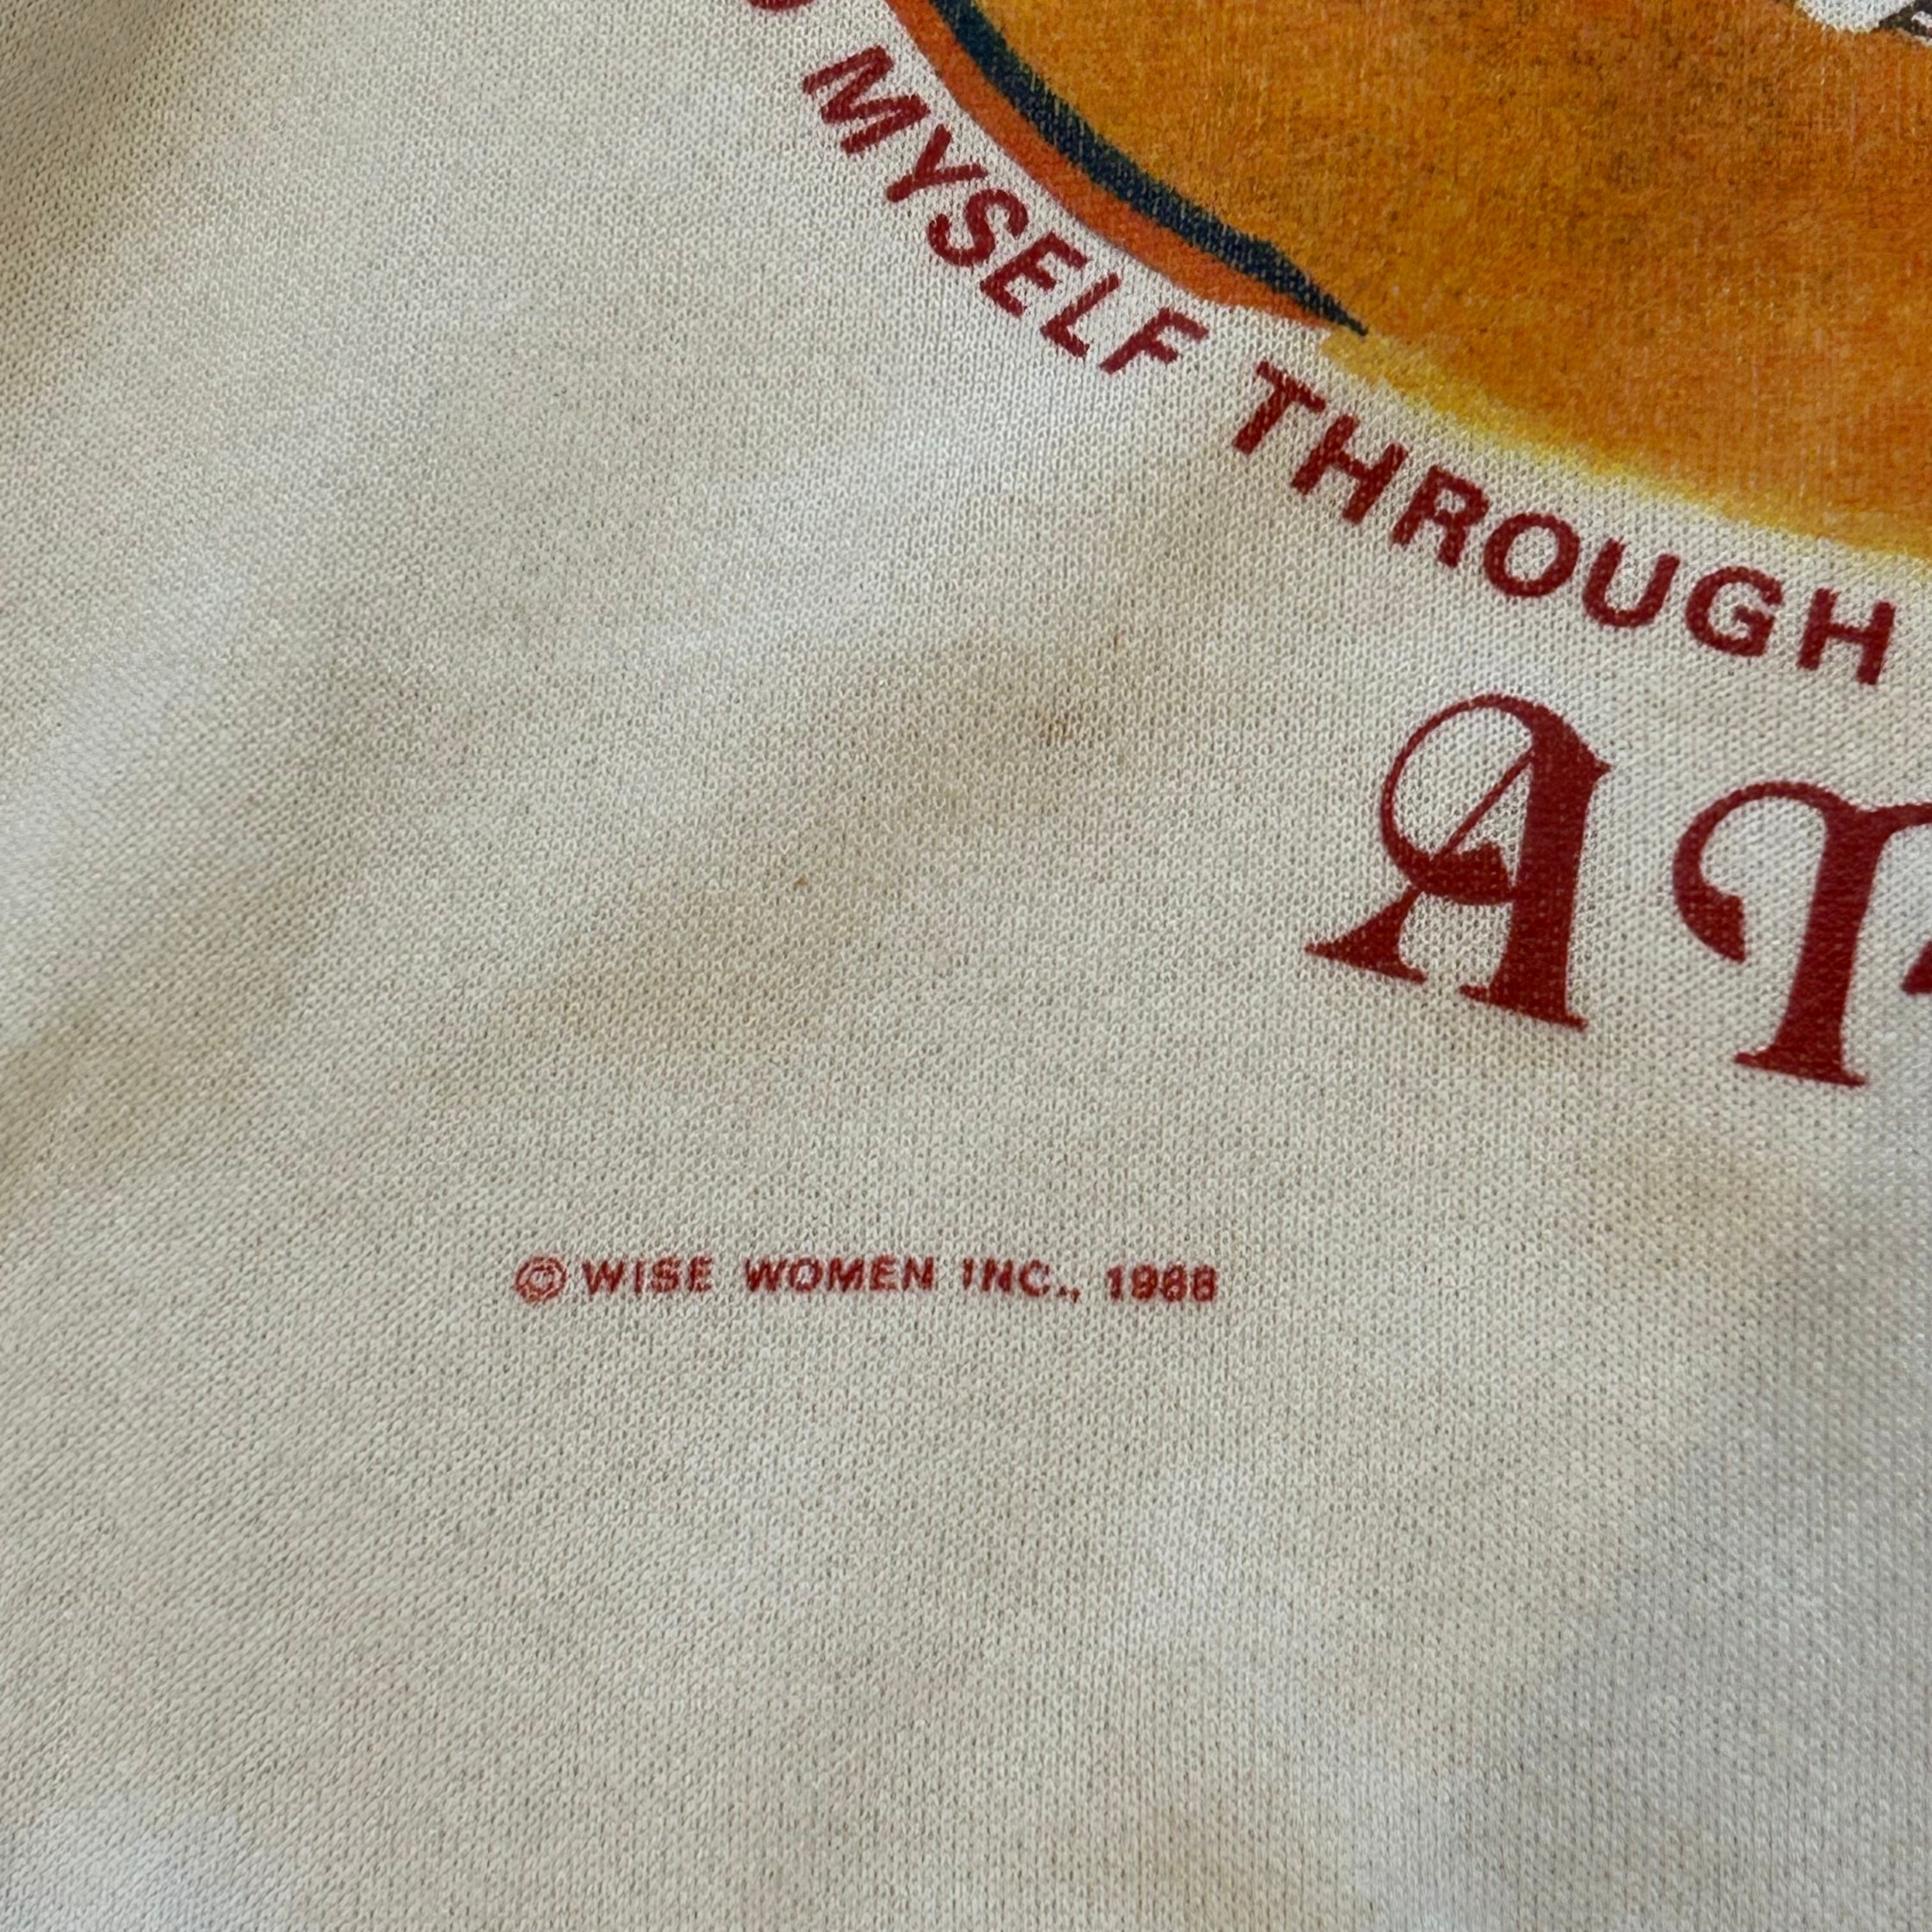 MYSELF THROUGH
© WISE WOMEN INC., 1988